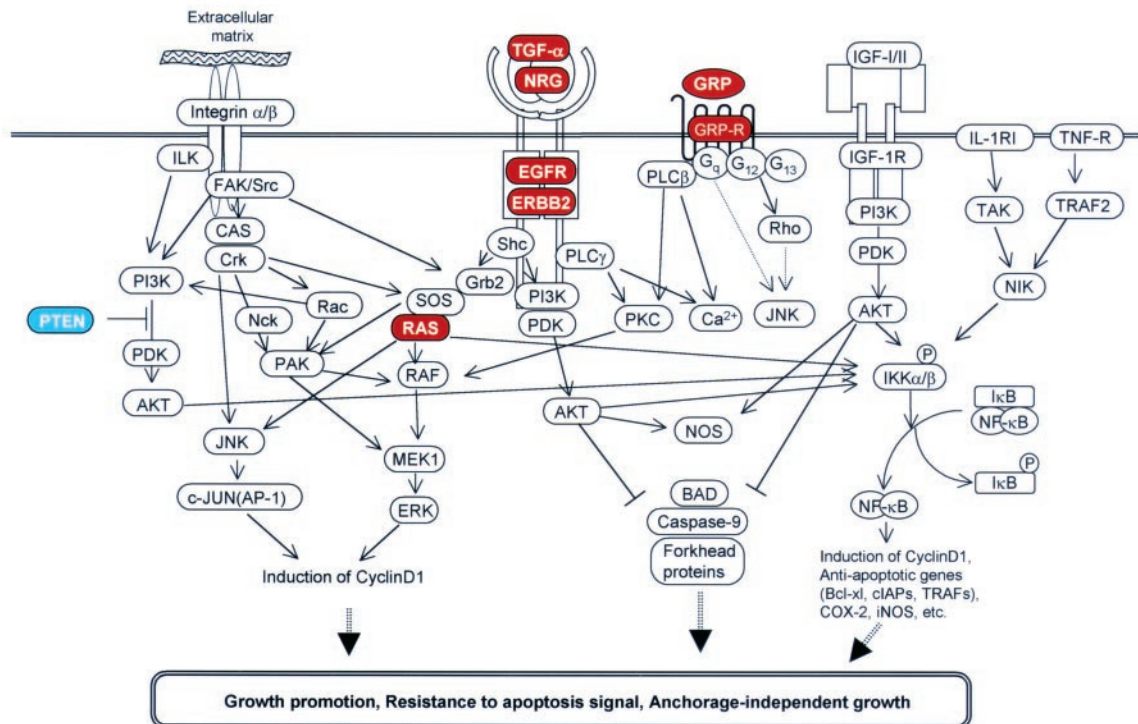 Extracellular
matrix
TGF-α
NRG
GRP
IGF-I/II
Integrin α/β
GRP-R
IL-1RI
TNF-R
ILK
EGFR
PLCβ
Gq
G12
G13
IGF-1R
FAK/Src
ERBB2
PI3K
TAK
TRAF2
CAS
Rho
Crk
Shc
PLCγ
PDK
PI3K
Grb2
PI3K
NIK
Rac
SOS
PTEN
Nck
RAS
PDK
PKC
Ca2+
JNK
AKT
PDK
PAK
RAF
P
IKKα/β
AKT
AKT
IκB
NF-κB
JNK
NOS
MEK1
P
IκB
c-JUN(AP-1)
BAD
NF-κB
ERK
Caspase-9
Forkhead
proteins
Induction of CyclinD1
Induction of CyclinD1,
Anti-apoptotic genes
(Bcl-xl, cIAPs, TRAFs),
COX-2, iNOS, etc.
Growth promotion, Resistance to apoptosis signal, Anchorage-independent growth